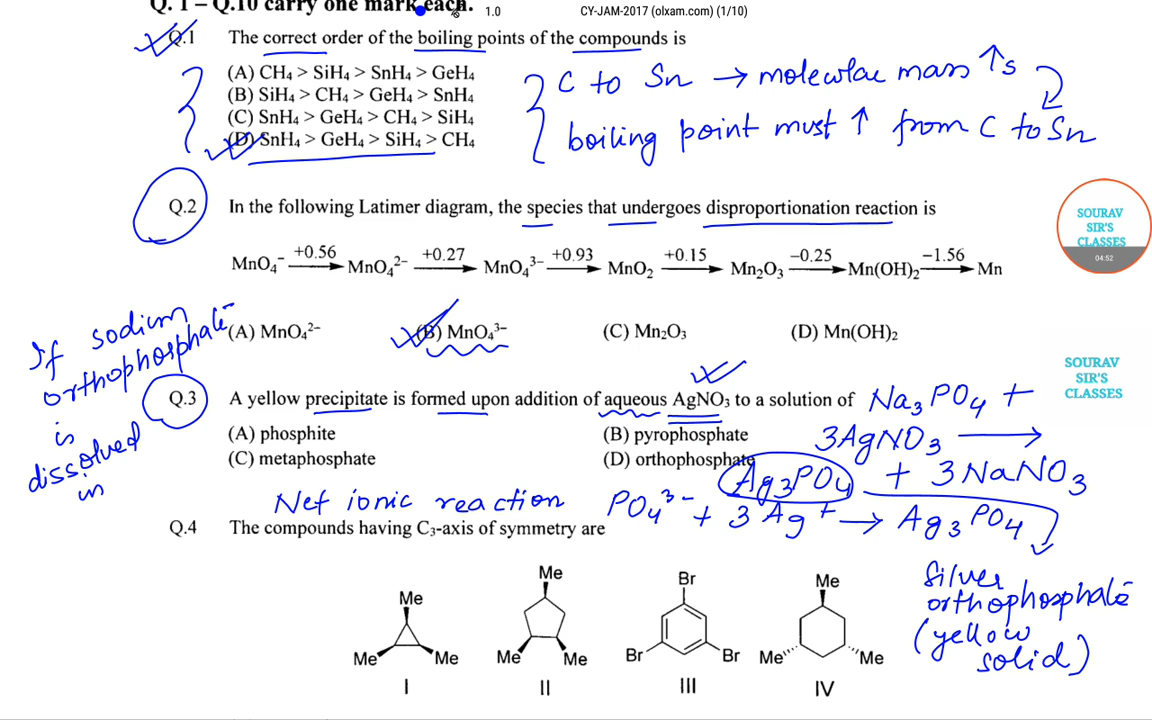 Q. 1 – Q.10 carry one mark each.
1.0
CY-JAM-2017 (olxam.com) (1/10)
Q.1 The correct order of the boiling points of the compounds is
(A) CH₄ > SiH₄ > SnH₄ > GeH₄
(B) SiH₄ > CH₄ > GeH₄ > SnH₄
(C) SnH₄ > GeH₄ > CH₄ > SiH₄
(D) SnH₄ > GeH₄ > SiH₄ > CH₄
C to Sn → molecular mass ↑s
boiling point must ↑ from C to Sn
Q.2 In the following Latimer diagram, the species that undergoes disproportionation reaction is
SOURAV
SIR'S
CLASSES
04:52
+0.56 +0.27 +0.93 +0.15 −0.25 −1.56
MnO₄⁻ → MnO₄²⁻ → MnO₄³⁻ → MnO₂ → Mn₂O₃ → Mn(OH)₂ → Mn
(A) MnO₄²⁻ (B) MnO₄³⁻ (C) Mn₂O₃ (D) Mn(OH)₂
If sodium
orthophosphate
is
dissolved
in
SOURAV
SIR'S
CLASSES
Q.3 A yellow precipitate is formed upon addition of aqueous AgNO₃ to a solution of
(A) phosphite (B) pyrophosphate
(C) metaphosphate (D) orthophosphate
Na₃PO₄ +
3AgNO₃ →
Ag₃PO₄ + 3NaNO₃
Net ionic reaction PO₄³⁻ + 3Ag⁺ → Ag₃PO₄
Silver
orthophosphate
(yellow
solid)
Q.4 The compounds having C₃-axis of symmetry are
Me Me Br Me
Me Me Me Me Br Br Me Me
I II III IV